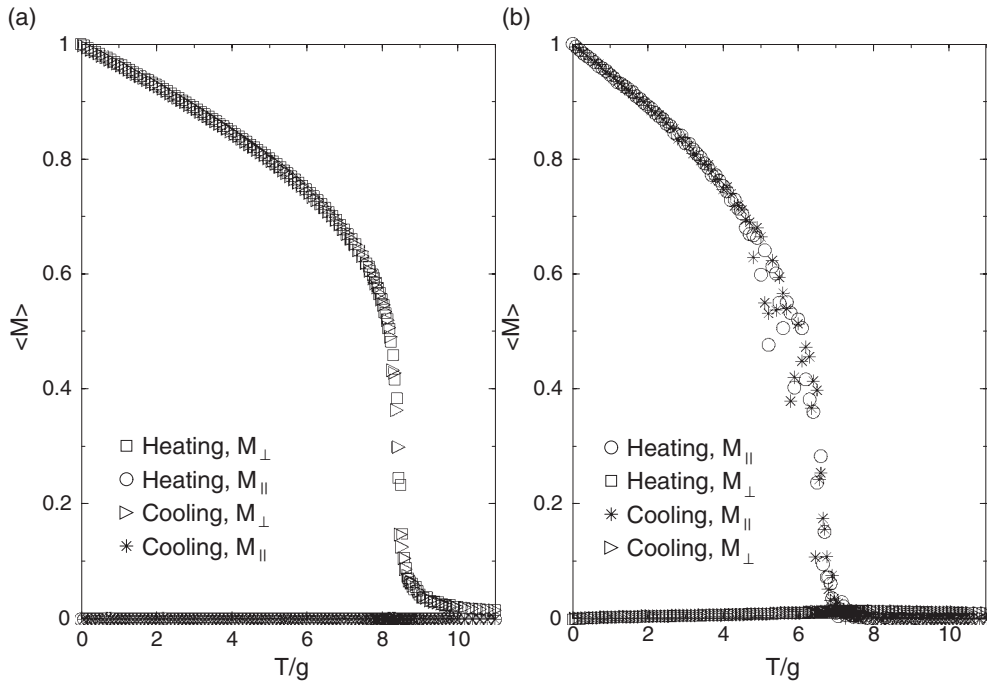 (a)
1
0.8
0.6
0.4
0.2
0
<M>
0 2 4 6 8 10
T/g
Heating, M⊥
Heating, M||
Cooling, M⊥
Cooling, M||
(b)
1
0.8
0.6
0.4
0.2
0
<M>
0 2 4 6 8 10
T/g
Heating, M||
Heating, M⊥
Cooling, M||
Cooling, M⊥